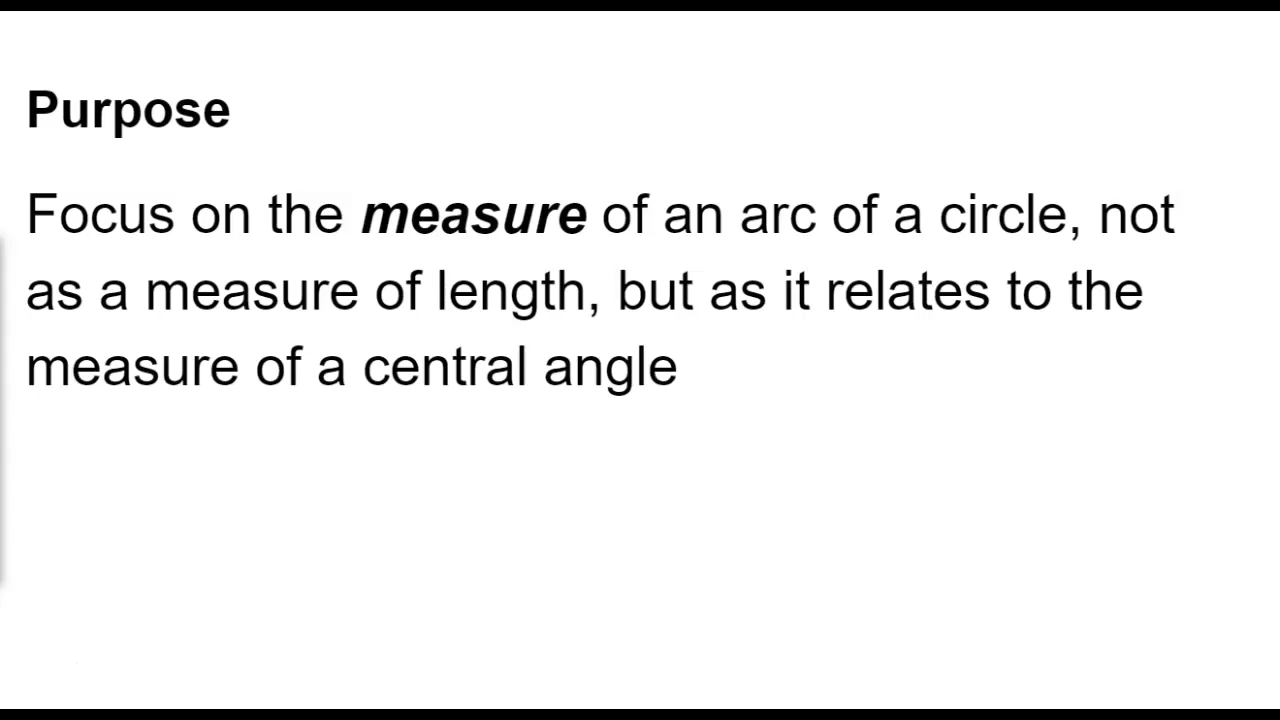 Purpose
Focus on the measure of an arc of a circle, not
as a measure of length, but as it relates to the
measure of a central angle